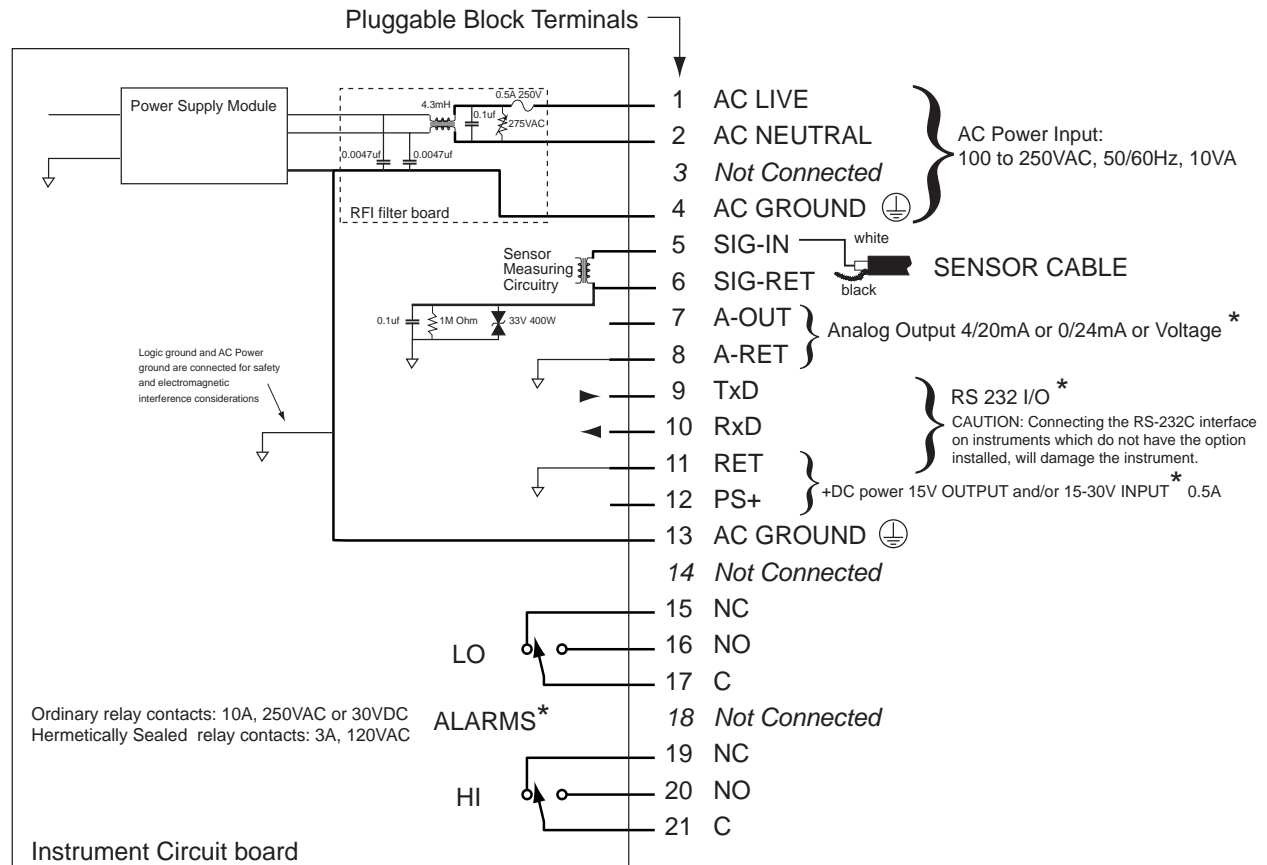 Pluggable Block Terminals
Power Supply Module
4.3mH
0.5A 250V
0.1uf
275VAC
0.0047uf
0.0047uf
RFI filter board
1 AC LIVE
2 AC NEUTRAL
3 Not Connected
4 AC GROUND
AC Power Input:
100 to 250VAC, 50/60Hz, 10VA
5 SIG-IN
6 SIG-RET
white
black
SENSOR CABLE
Sensor
Measuring
Circuitry
0.1uf
1M Ohm
33V 400W
7 A-OUT
8 A-RET
Analog Output 4/20mA or 0/24mA or Voltage *
Logic ground and AC Power
ground are connected for safety
and electromagnetic
interference considerations
9 TxD
10 RxD
11 RET
12 PS+
RS 232 I/O *
CAUTION: Connecting the RS-232C interface
on instruments which do not have the option
installed, will damage the instrument.
+DC power 15V OUTPUT and/or 15-30V INPUT * 0.5A
13 AC GROUND
14 Not Connected
15 NC
16 NO
17 C
LO
18 Not Connected
Ordinary relay contacts: 10A, 250VAC or 30VDC
Hermetically Sealed relay contacts: 3A, 120VAC
ALARMS*
19 NC
20 NO
21 C
HI
Instrument Circuit board